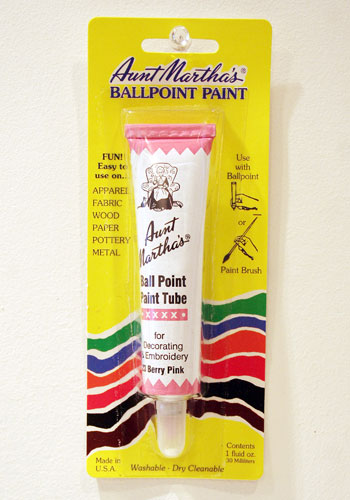 Aunt Martha's®
BALLPOINT PAINT
FUN!
Easy to
use on...
APPAREL
FABRIC
WOOD
PAPER
POTTERY
METAL
Use
with
Ballpoint
or
Paint Brush
Aunt
Martha's®
Ball Point
Paint Tube
XXXX
for
Decorating
& Embroidery
23 Berry Pink
Made in
U.S.A.
Washable · Dry Cleanable
Contents
1 fluid oz.
30 Milliliters